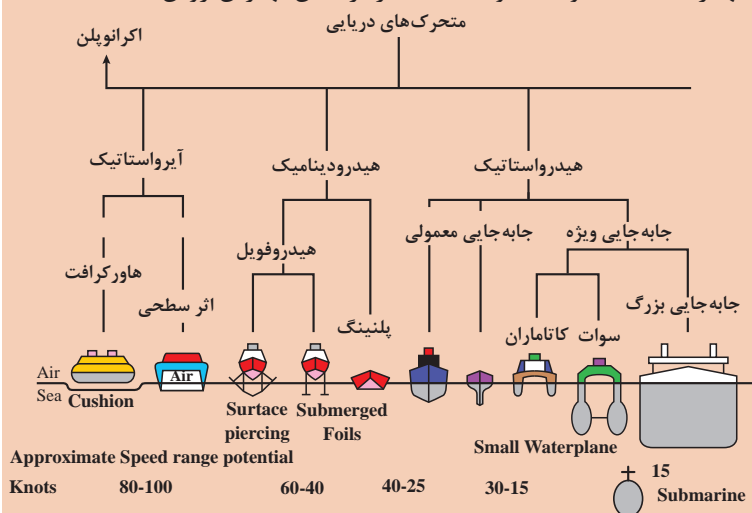 متحرک‌های دریایی
اکرانوپلن
آیرواستاتیک
هیدرودینامیک
هیدرواستاتیک
جابه‌جایی معمولی
جابه‌جایی ویژه
هیدروفویل
هاورکرافت
اثر سطحی
پلنینگ
کاتاماران
سوات
جابه‌جایی بزرگ
Air
Sea
Cushion
Air
Surtace
piercing
Submerged
Foils
Small Waterplane
Approximate Speed range potential
Knots 80-100 60-40 40-25 30-15
15
Submarine